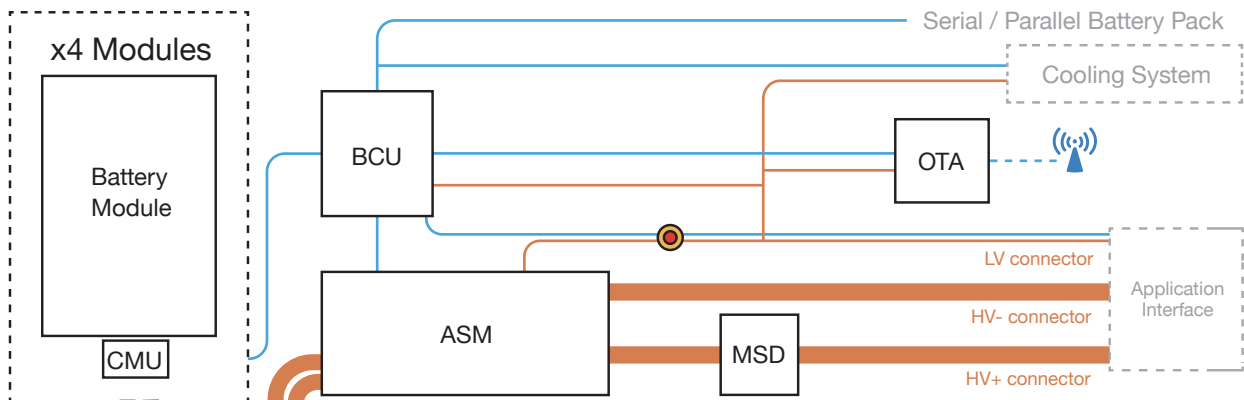 Serial / Parallel Battery Pack
x4 Modules
Cooling System
BCU
OTA
Battery
Module
LV connector
Application
Interface
HV- connector
ASM
MSD
CMU
HV+ connector